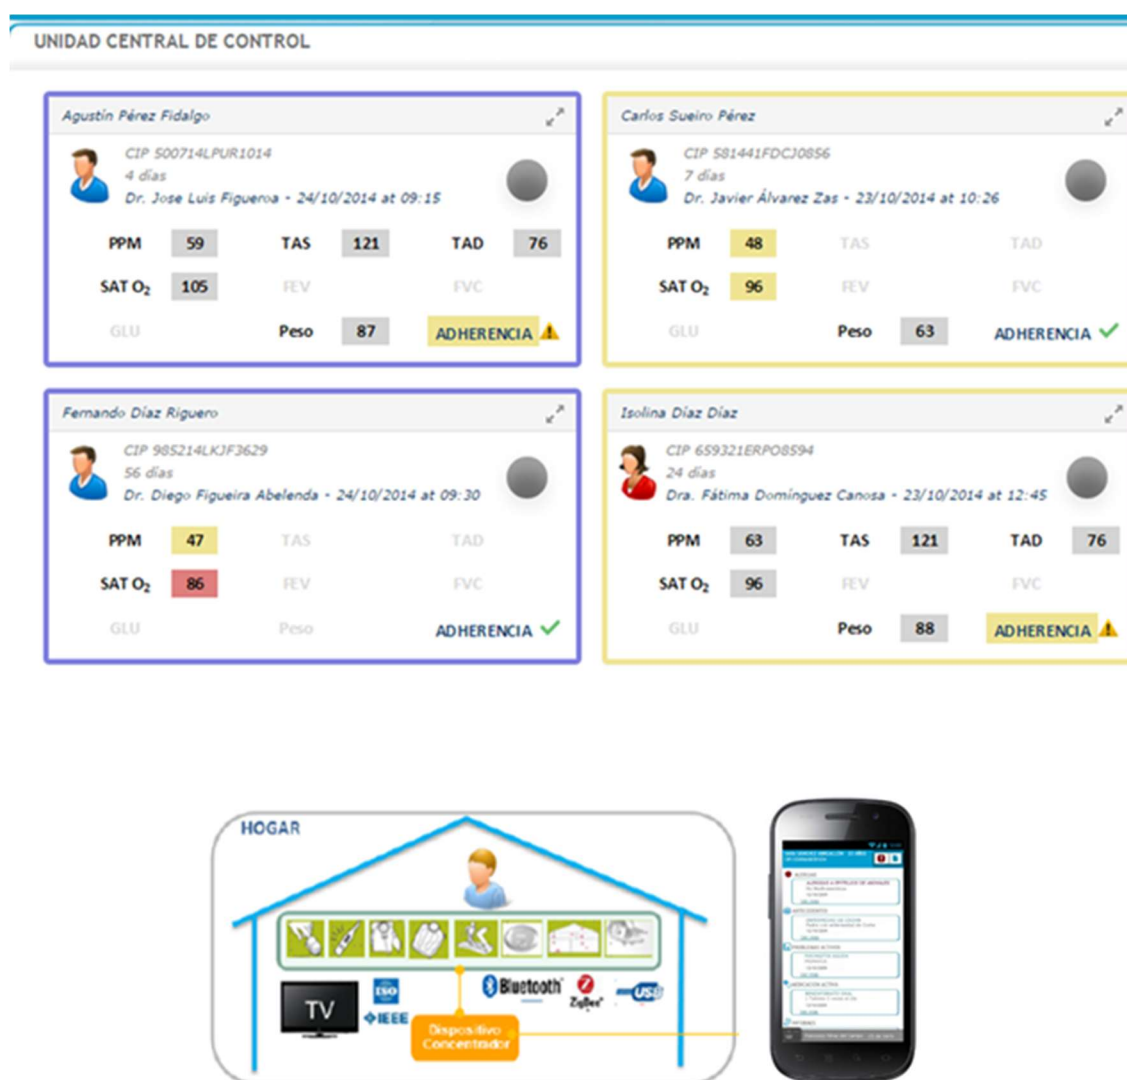 UNIDAD CENTRAL DE CONTROL
Agustín Pérez Fidalgo
CIP 500714LPUR1014
4 días
Dr. Jose Luis Figueroa - 24/10/2014 at 09:15
PPM 59 TAS 121 TAD 76
SAT O₂ 105 FEV FVC
GLU Peso 87 ADHERENCIA
Carlos Sueiro Pérez
CIP 581441FDCJ0856
7 días
Dr. Javier Álvarez Zas - 23/10/2014 at 10:26
PPM 48 TAS TAD
SAT O₂ 96 FEV FVC
GLU Peso 63 ADHERENCIA
Fernando Díaz Riguero
CIP 985214LKJF3629
56 días
Dr. Diego Figueira Abelenda - 24/10/2014 at 09:30
PPM 47 TAS TAD
SAT O₂ 86 FEV FVC
GLU Peso ADHERENCIA
Isolina Díaz Díaz
CIP 659321ERPO8594
24 días
Dra. Fátima Domínguez Canosa - 23/10/2014 at 12:45
PPM 63 TAS 121 TAD 76
SAT O₂ 96 FEV FVC
GLU Peso 88 ADHERENCIA
HOGAR
TV
ISO
IEEE
Bluetooth
ZigBee
USB
Dispositivo
Concentrador